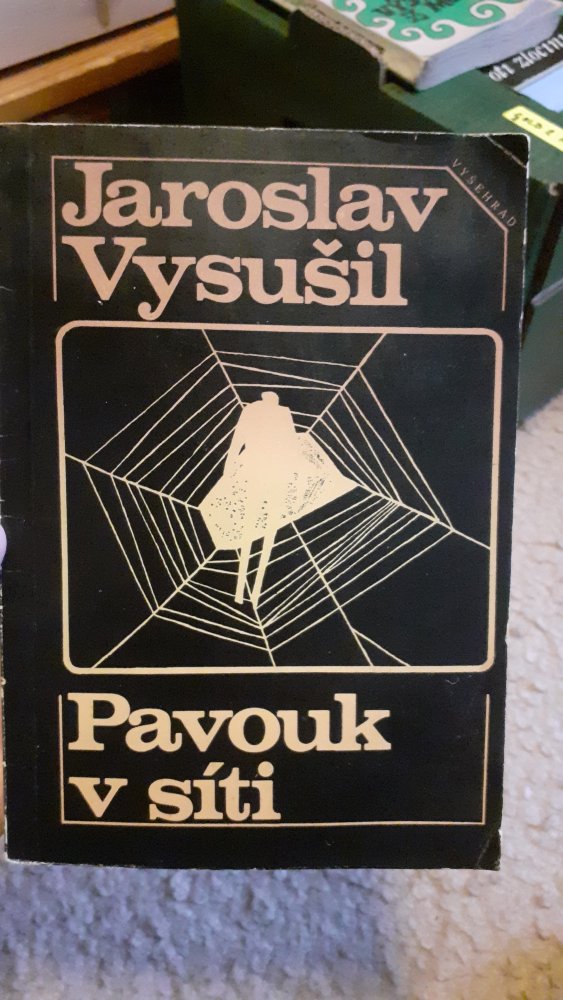 Jaroslav
Vysušil
VYŠEHRAD
Pavouk
v síti